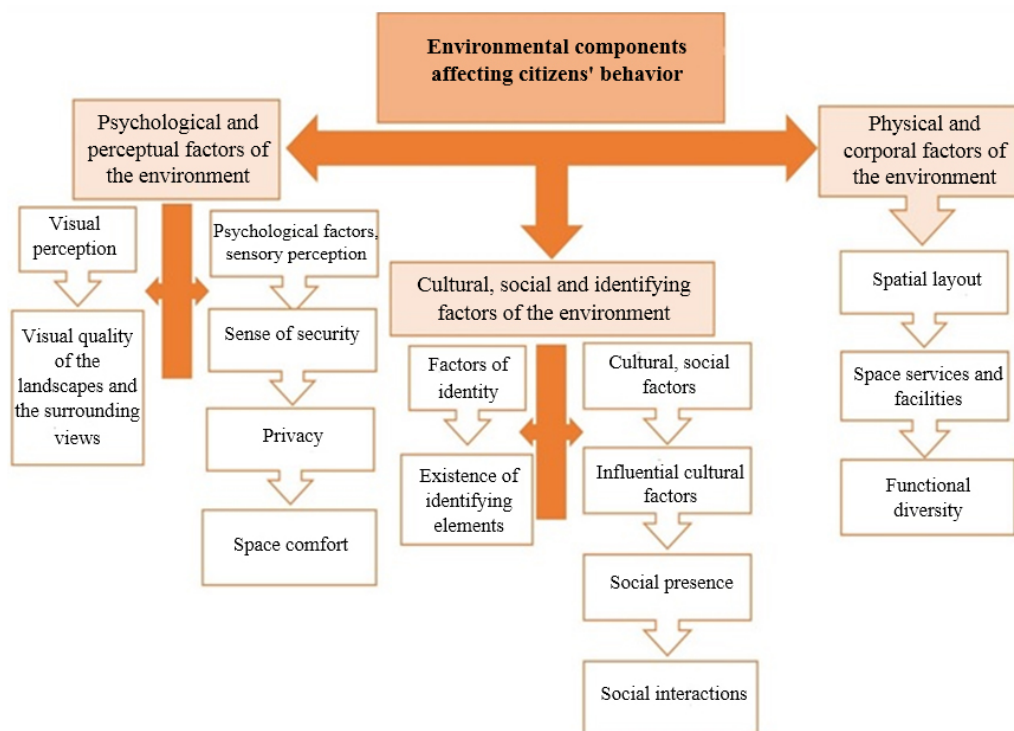 Environmental components
affecting citizens' behavior
Psychological and
perceptual factors of
the environment
Physical and
corporal factors of
the environment
Visual
perception
Psychological factors,
sensory perception
Visual quality
of the
landscapes and
the surrounding
views
Sense of security
Privacy
Space comfort
Cultural, social and identifying
factors of the environment
Factors of
identity
Existence of
identifying
elements
Cultural, social
factors
Influential cultural
factors
Social presence
Social interactions
Spatial layout
Space services and
facilities
Functional
diversity